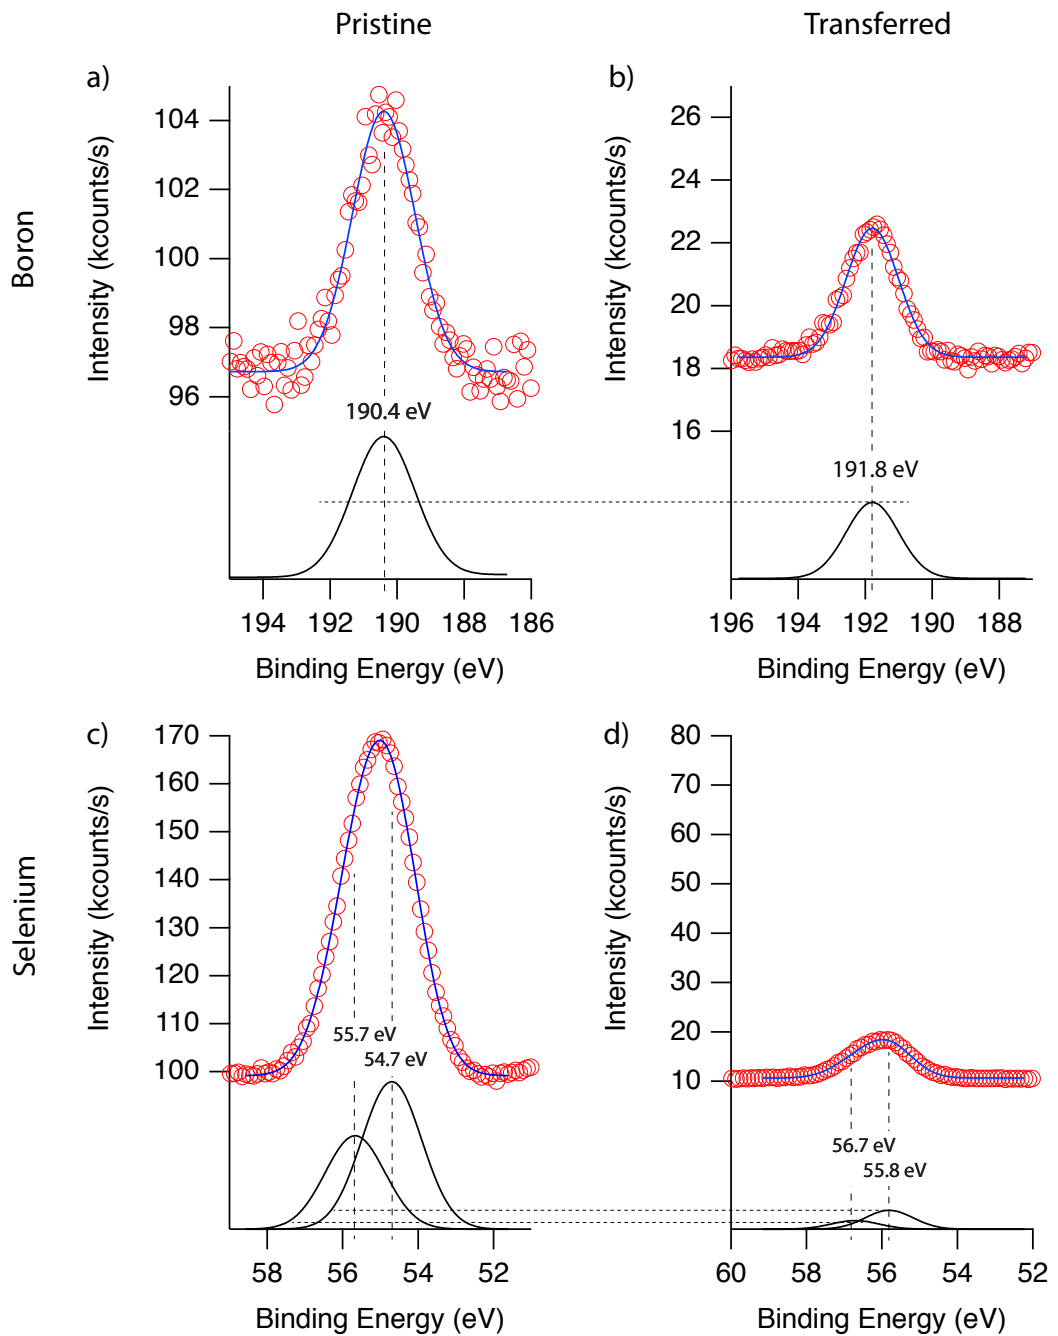 Pristine
Transferred
Boron
a)
Intensity (kcounts/s)
104
102
100
98
96
190.4 eV
194 192 190 188 186
Binding Energy (eV)
b)
Intensity (kcounts/s)
26
24
22
20
18
16
191.8 eV
196 194 192 190 188
Binding Energy (eV)
Selenium
c)
Intensity (kcounts/s)
170
160
150
140
130
120
110
100
55.7 eV
54.7 eV
58 56 54 52
Binding Energy (eV)
d)
Intensity (kcounts/s)
80
70
60
50
40
30
20
10
56.7 eV
55.8 eV
60 58 56 54 52
Binding Energy (eV)